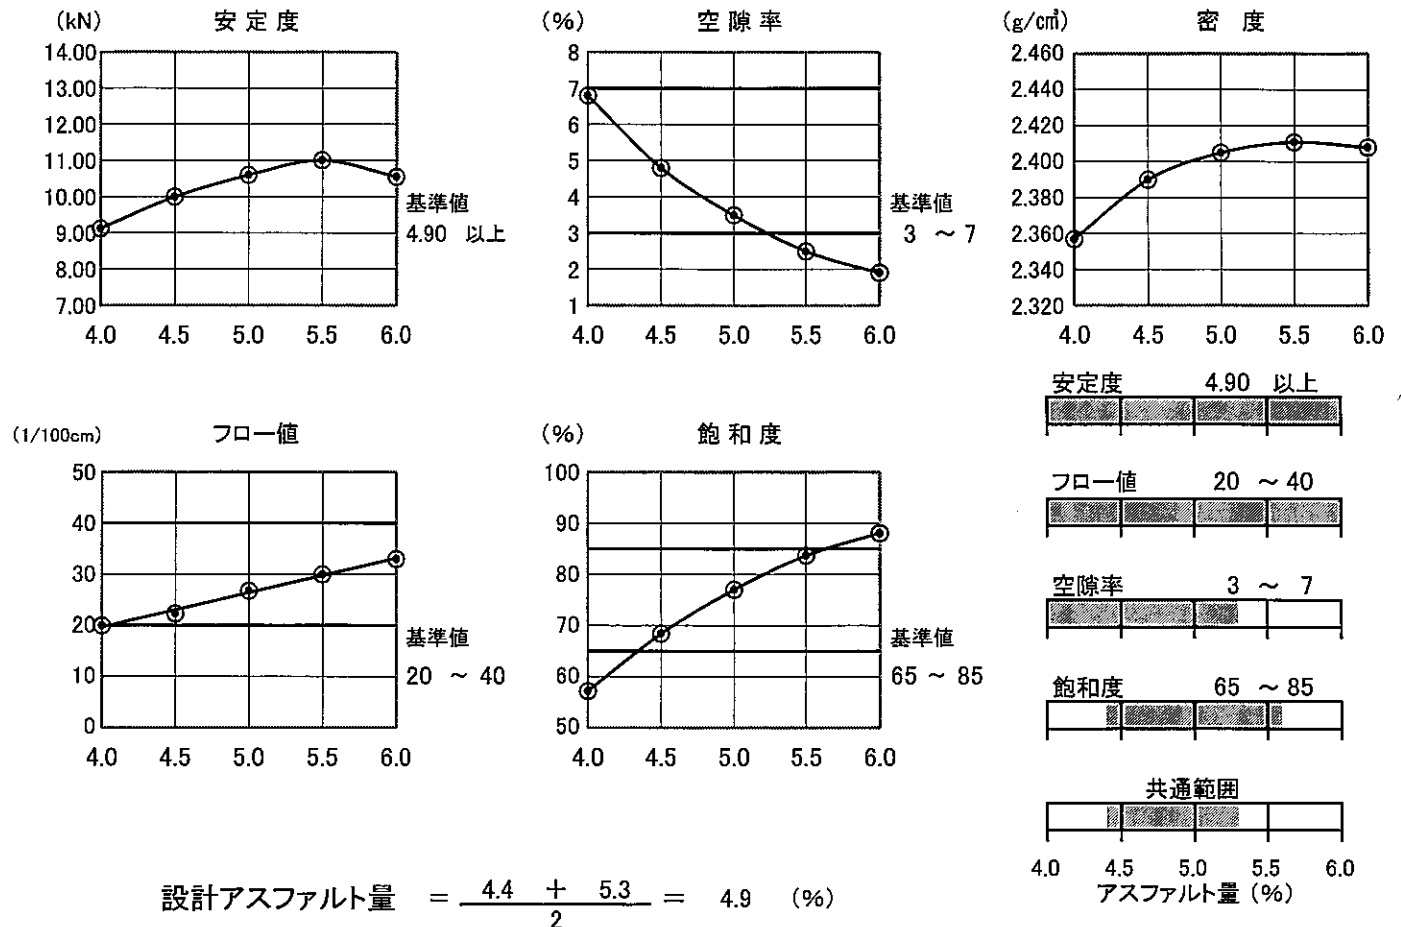 (kN) 安定度
14.00
13.00
12.00
11.00
10.00
9.00
8.00
7.00
基準値
4.90 以上
4.0 4.5 5.0 5.5 6.0
(%) 空隙率
8
7
6
5
4
3
2
1
基準値
3 ～ 7
4.0 4.5 5.0 5.5 6.0
(g/cm³) 密度
2.460
2.440
2.420
2.400
2.380
2.360
2.340
2.320
4.0 4.5 5.0 5.5 6.0
(1/100cm) フロー値
50
40
30
20
10
0
基準値
20 ～ 40
4.0 4.5 5.0 5.5 6.0
(%) 飽和度
100
90
80
70
60
50
基準値
65 ～ 85
4.0 4.5 5.0 5.5 6.0
安定度 4.90 以上
フロー値 20 ～ 40
空隙率 3 ～ 7
飽和度 65 ～ 85
共通範囲
4.0 4.5 5.0 5.5 6.0
アスファルト量 (%)
設計アスファルト量 = 4.4 + 5.3 = 4.9 (%)
2